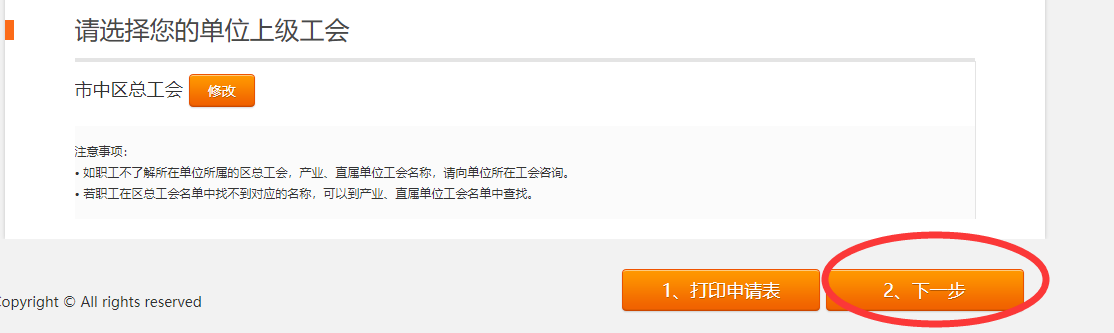 请选择您的单位上级工会
市中区总工会 修改
注意事项：
• 如职工不了解所在单位所属的区总工会，产业、直属单位工会名称，请向单位所在工会咨询。
• 若职工在区总工会名单中找不到对应的名称，可以到产业、直属单位工会名单中查找。
1、打印申请表 2、下一步
opyright © All rights reserved